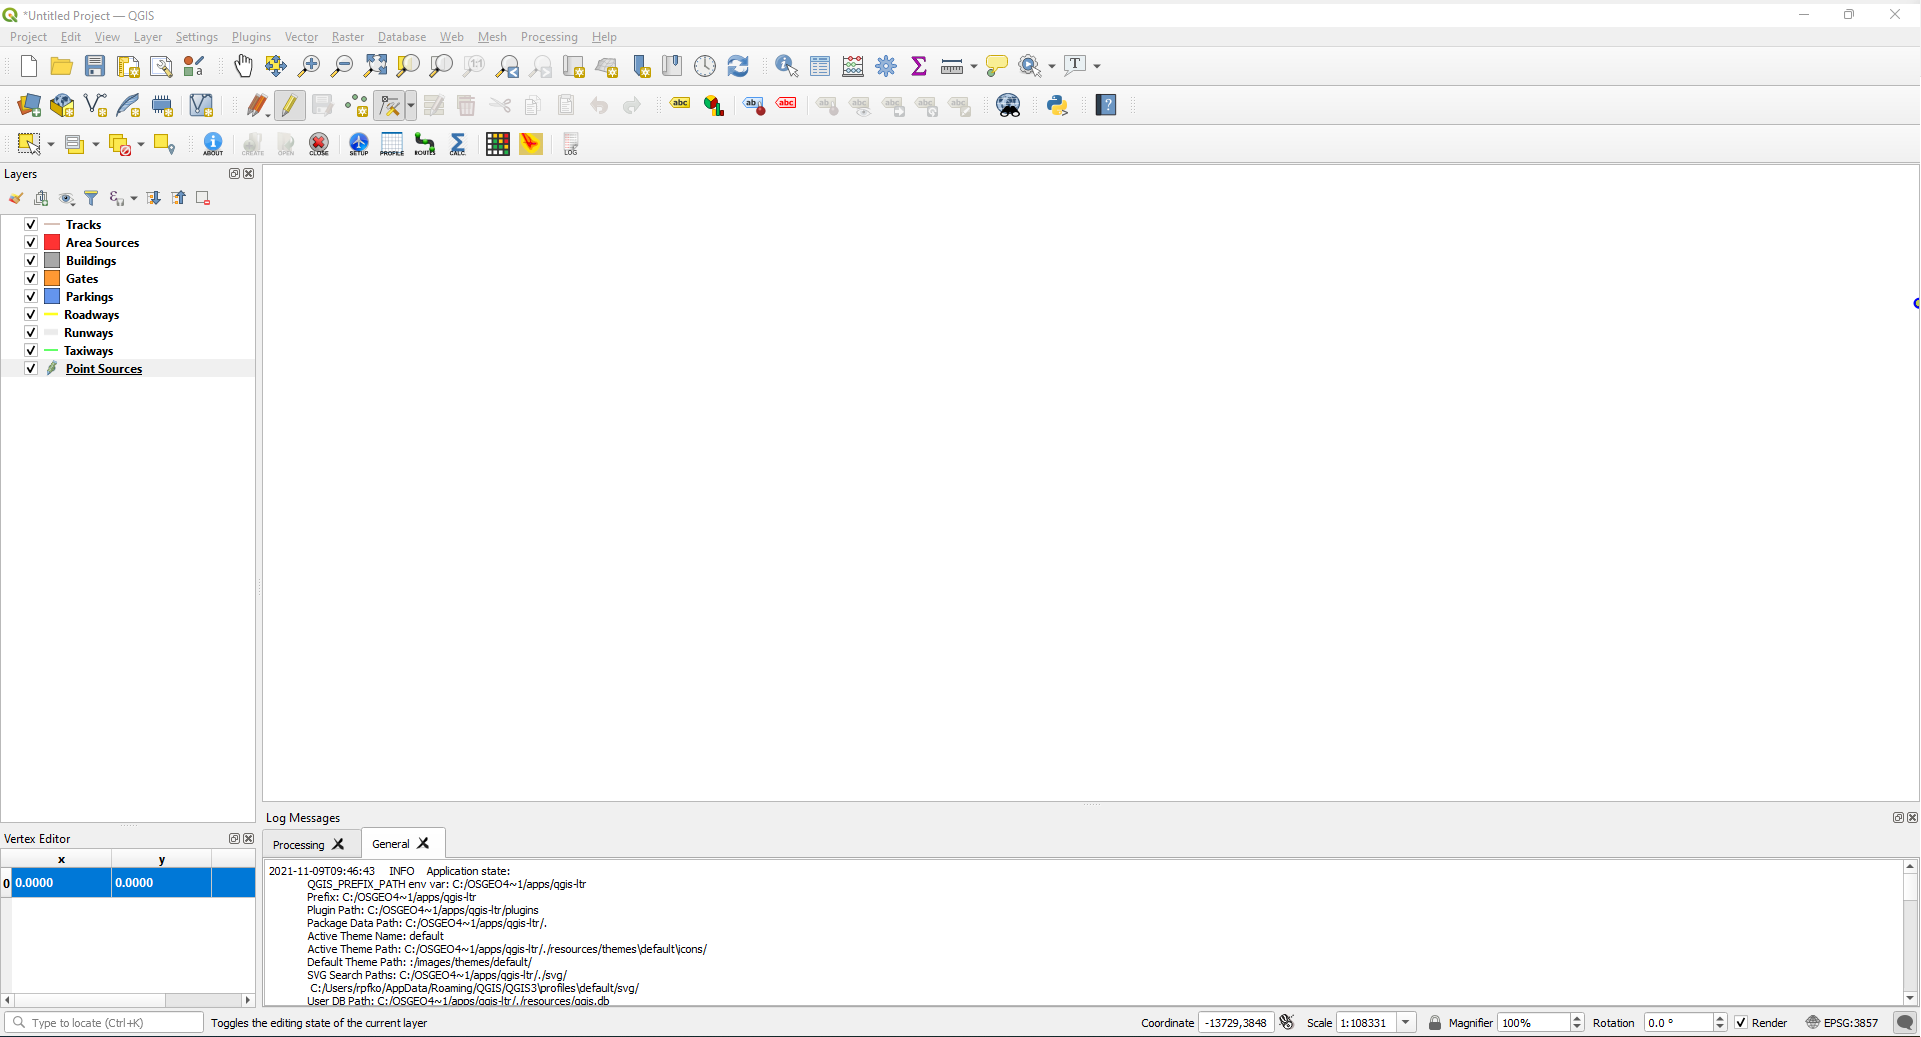 *Untitled Project — QGIS
Project Edit View Layer Settings Plugins Vector Raster Database Web Mesh Processing Help
abc ab abc abc abc abc abc abc
ABOUT CREATE OPEN CLOSE SETUP PROFILE ROUTES CALC. LOG
Layers
Tracks
Area Sources
Buildings
Gates
Parkings
Roadways
Runways
Taxiways
Point Sources
Vertex Editor
x y
0 0.0000 0.0000
Log Messages
Processing General
2021-11-09T09:46:43 INFO Application state:
QGIS_PREFIX_PATH env var: C:/OSGEO4~1/apps/qgis-ltr
Prefix: C:/OSGEO4~1/apps/qgis-ltr
Plugin Path: C:/OSGEO4~1/apps/qgis-ltr/plugins
Package Data Path: C:/OSGEO4~1/apps/qgis-ltr/.
Active Theme Name: default
Active Theme Path: C:/OSGEO4~1/apps/qgis-ltr/./resources/themes\default\icons/
Default Theme Path: :/images/themes/default/
SVG Search Paths: C:/OSGEO4~1/apps/qgis-ltr/./svg/
C:/Users/rpfko/AppData/Roaming/QGIS/QGIS3\profiles\default/svg/
User DB Path: C:/OSGEO4~1/apps/qgis-ltr/./resources/qgis.db
Type to locate (Ctrl+K) Toggles the editing state of the current layer Coordinate -13729,3848 Scale 1:108331 Magnifier 100% Rotation 0.0 ° Render EPSG:3857